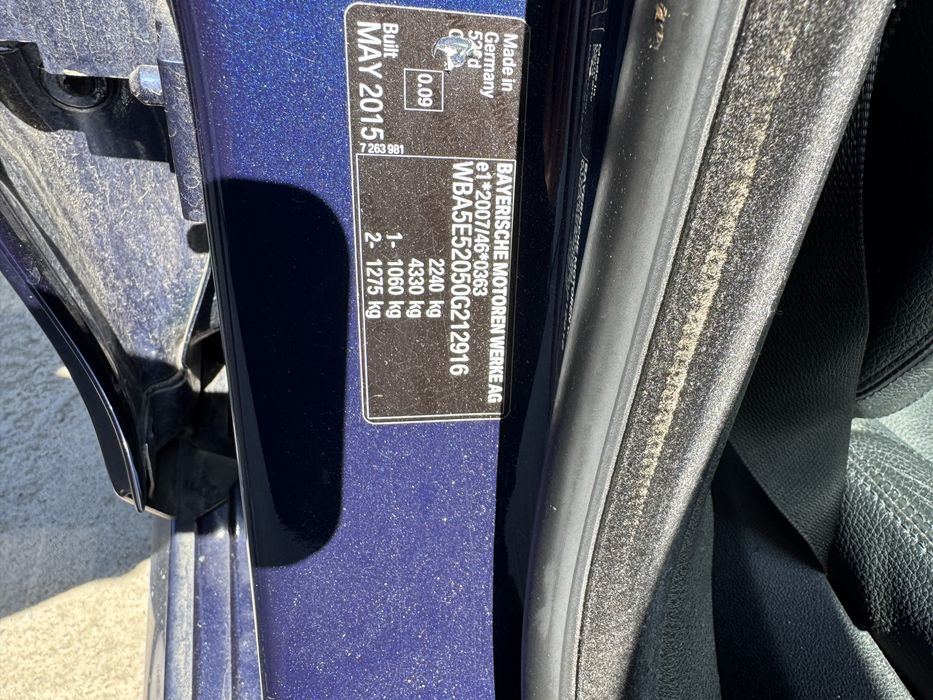 Made in
Germany
0.09
Built
MAY 2015
7 263 981
BAYERISCHE MOTOREN WERKE AG
e1*2007/46*0363
WBA5E52050G212916
2240 kg
4330 kg
1- 1060 kg
2- 1275 kg